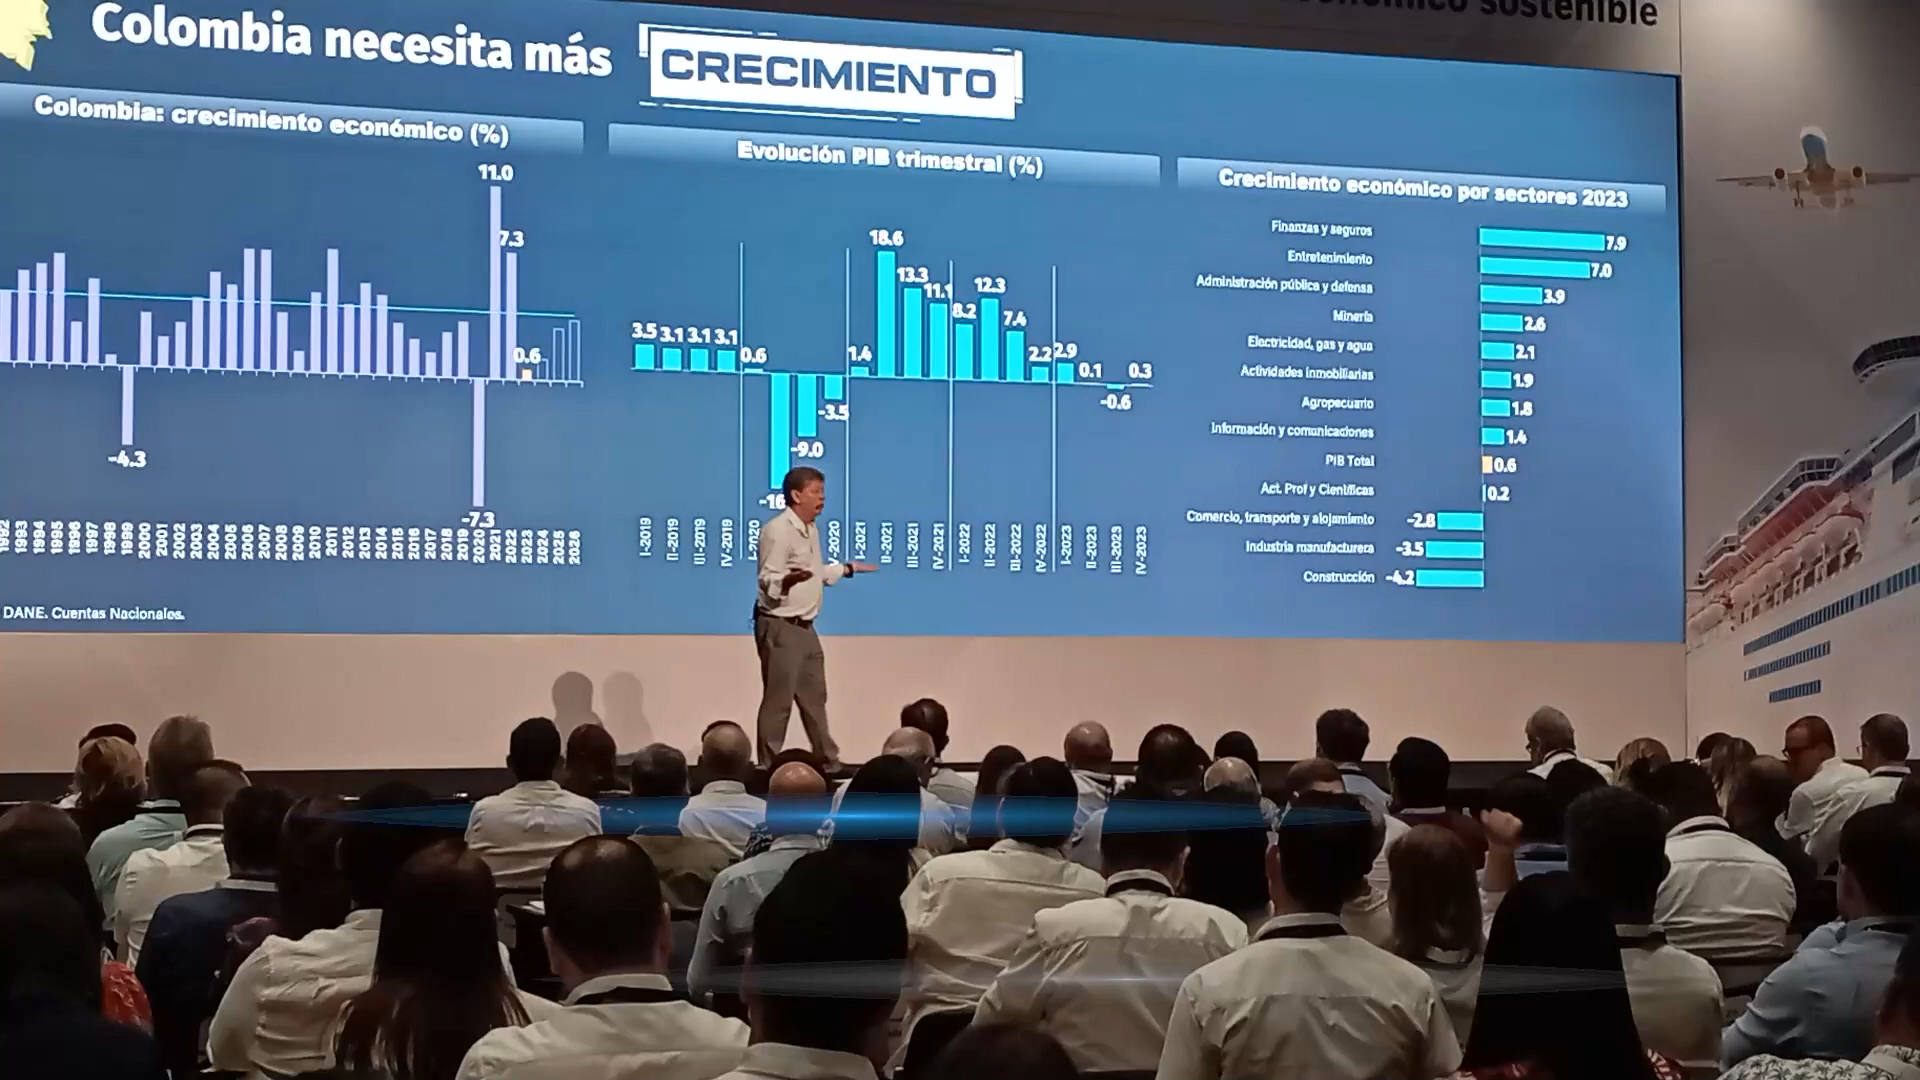 sostenible
Colombia necesita más CRECIMIENTO
Colombia: crecimiento económico (%)
11.0
7.3
0.6
-4.3
-7.3
1992 1993 1994 1995 1996 1997 1998 1999 2000 2001 2002 2003 2004 2005 2006 2007 2008 2009 2010 2011 2012 2013 2014 2015 2016 2017 2018 2019 2020 2021 2022 2023 2024 2025 2026
DANE. Cuentas Nacionales.
Evolución PIB trimestral (%)
3.5 3.1 3.1 3.1 0.6
-9.0 -3.5
1.4 18.6 13.3 11.1
8.2 12.3 7.4 2.2
2.9 0.1 -0.6 0.3
I-2019 II-2019 III-2019 IV-2019 I-2020 I-2021 II-2021 III-2021 IV-2021 I-2022 II-2022 III-2022 IV-2022 I-2023 II-2023 III-2023 IV-2023
Crecimiento económico por sectores 2023
Finanzas y seguros 7.9
Entretenimiento 7.0
Administración pública y defensa 3.9
Minería 2.6
Electricidad, gas y agua 2.1
Actividades inmobiliarias 1.9
Agropecuario 1.8
Información y comunicaciones 1.4
PIB Total 0.6
Act. Prof y Científicas 0.2
Comercio, transporte y alojamiento -2.8
Industria manufacturera -3.5
Construcción -4.2